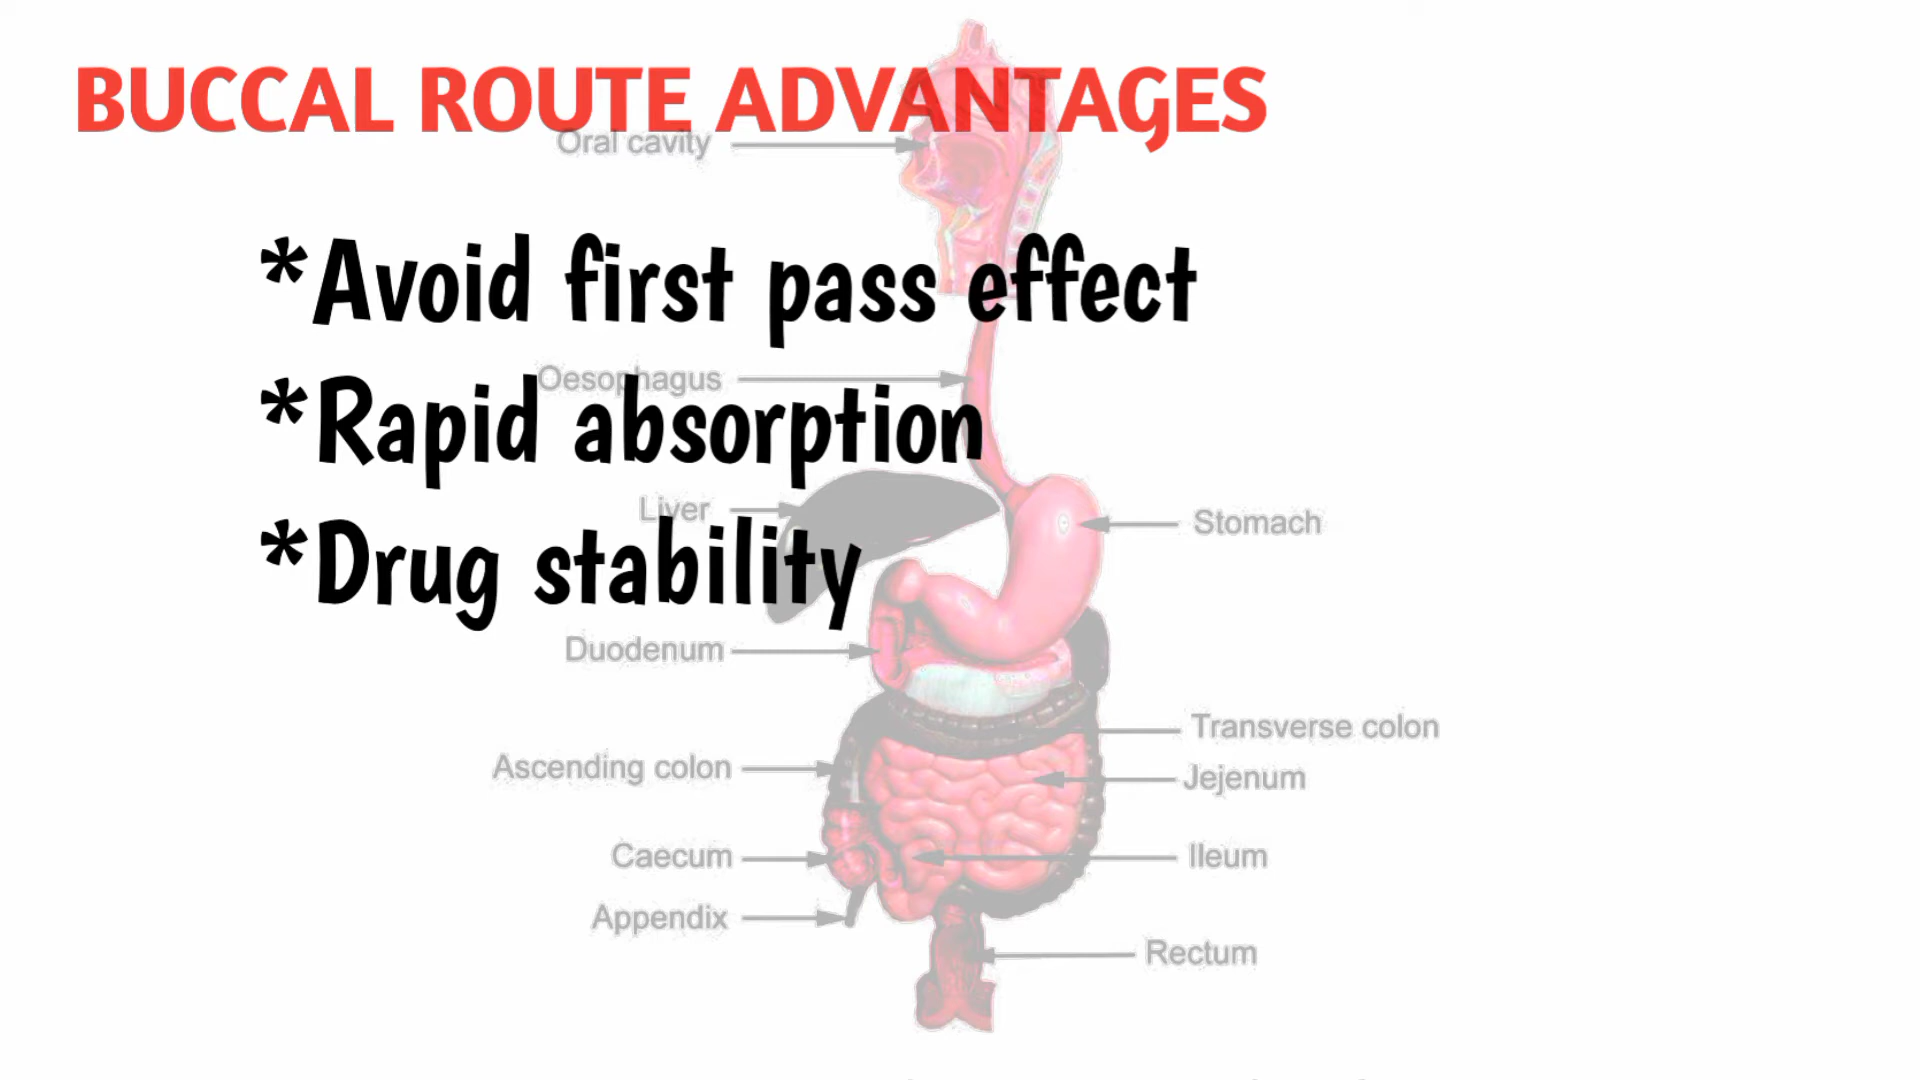 BUCCAL ROUTE ADVANTAGES
Oral cavity
*Avoid first pass effect
Oesophagus
*Rapid absorption
Liver
Stomach
*Drug stability
Duodenum
Transverse colon
Ascending colon
Jejenum
Caecum
Ileum
Appendix
Rectum